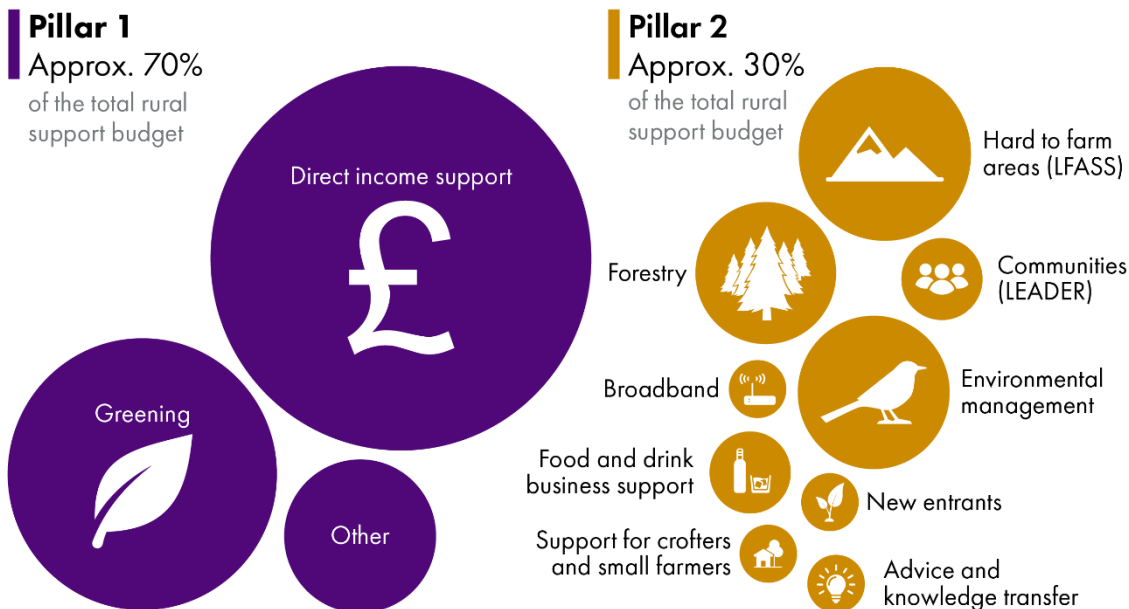 Pillar 1
Approx. 70%
of the total rural
support budget
Direct income support
£
Greening
Other
Pillar 2
Approx. 30%
of the total rural
support budget
Hard to farm
areas (LFASS)
Forestry
Communities
(LEADER)
Broadband
Environmental
management
Food and drink
business support
New entrants
Support for crofters
and small farmers
Advice and
knowledge transfer